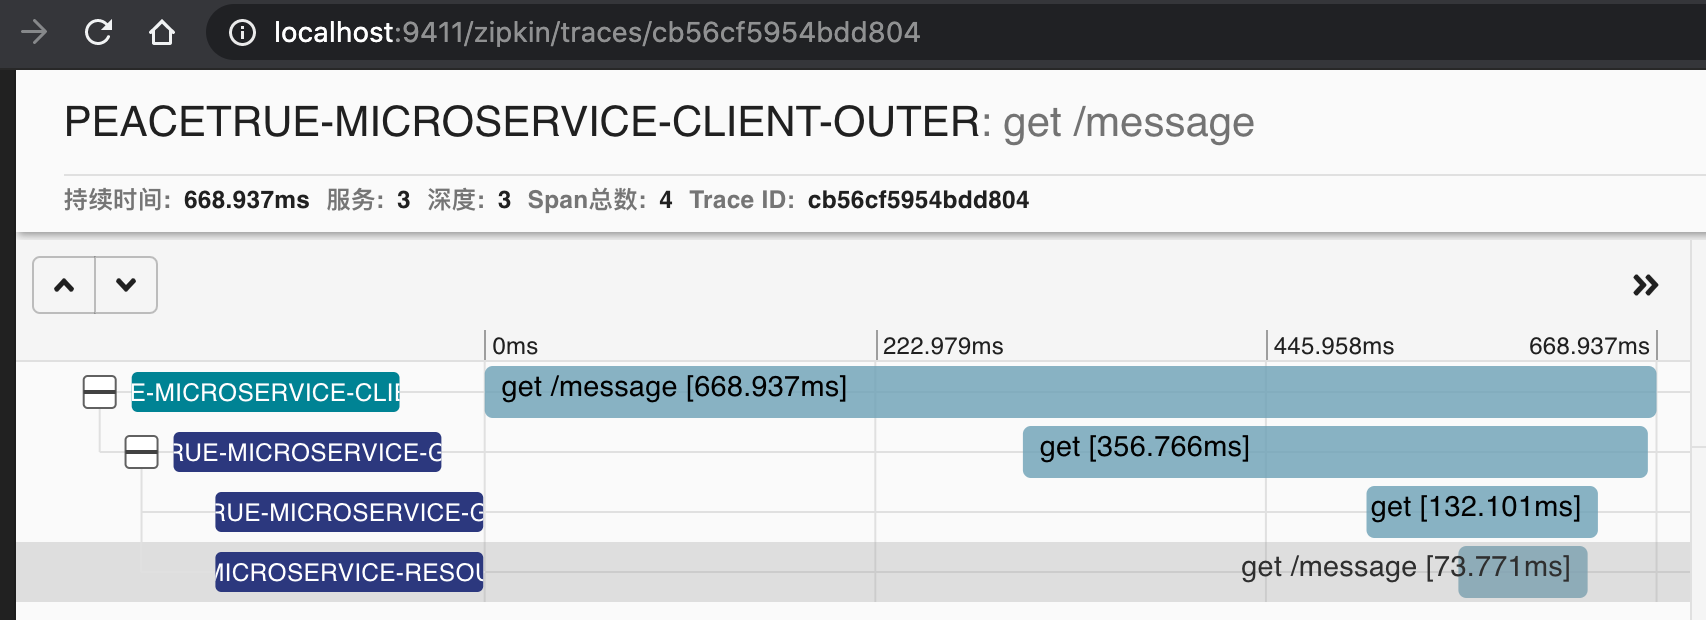 localhost:9411/zipkin/traces/cb56cf5954bdd804
PEACETRUE-MICROSERVICE-CLIENT-OUTER: get /message
持续时间: 668.937ms 服务: 3 深度: 3 Span总数: 4 Trace ID: cb56cf5954bdd804
0ms 222.979ms 445.958ms 668.937ms
E-MICROSERVICE-CLIE get /message [668.937ms]
RUE-MICROSERVICE-G get [356.766ms]
RUE-MICROSERVICE-G get [132.101ms]
MICROSERVICE-RESOU get /message [73.771ms]